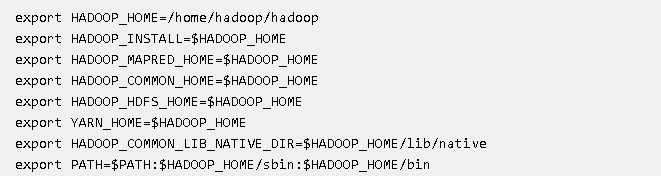 export HADOOP_HOME=/home/hadoop/hadoop
export HADOOP_INSTALL=$HADOOP_HOME
export HADOOP_MAPRED_HOME=$HADOOP_HOME
export HADOOP_COMMON_HOME=$HADOOP_HOME
export HADOOP_HDFS_HOME=$HADOOP_HOME
export YARN_HOME=$HADOOP_HOME
export HADOOP_COMMON_LIB_NATIVE_DIR=$HADOOP_HOME/lib/native
export PATH=$PATH:$HADOOP_HOME/sbin:$HADOOP_HOME/bin